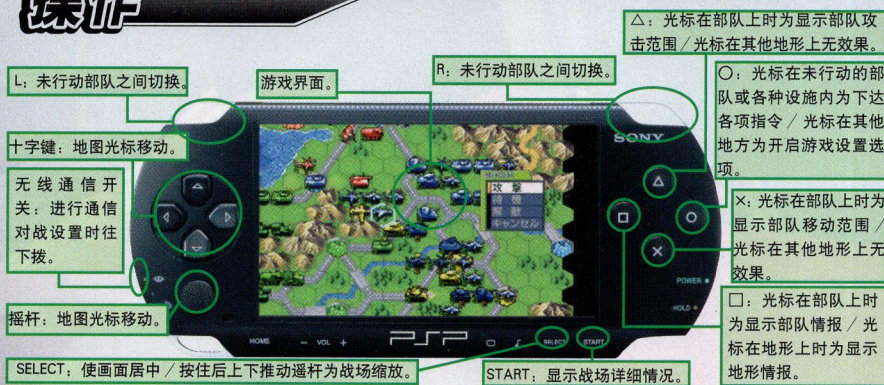 操作
△：光标在部队上时为显示部队攻
击范围／光标在其他地形上无效果。
L：未行动部队之间切换。
游戏界面。
R：未行动部队之间切换。
○：光标在未行动的部
队或各种设施内为下达
各项指令／光标在其他
地方为开启游戏设置选
项。
十字键：地图光标移动。
SONY
攻撃
待機
解散
キャンセル
无线通信开
关：进行通信
对战设置时往
下拨。
×：光标在部队上时为
显示部队移动范围／
光标在其他地形上无
效果。
POWER
HOLD
□：光标在部队上时
为显示部队情报／光
标在地形上时为显示
地形情报。
摇杆：地图光标移动。
HOME
－ VOL ＋
PSP
SELECT
START
SELECT：使画面居中／按住后上下推动遥杆为战场缩放。
START：显示战场详细情况。